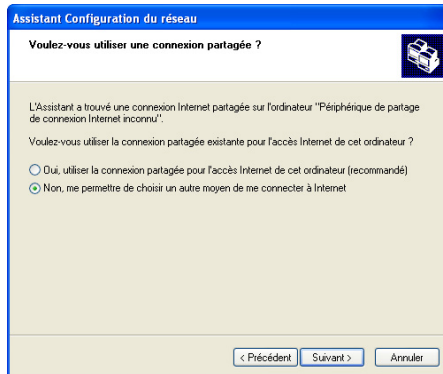 Assistant Configuration du réseau
Voulez-vous utiliser une connexion partagée ?
L'Assistant a trouvé une connexion Internet partagée sur l'ordinateur "Périphérique de partage
de connexion Internet inconnu".
Voulez-vous utiliser la connexion partagée existante pour l'accès Internet de cet ordinateur ?
Oui, utiliser la connexion partagée pour l'accès Internet de cet ordinateur (recommandé)
Non, me permettre de choisir un autre moyen de me connecter à Internet
< Précédent Suivant > Annuler